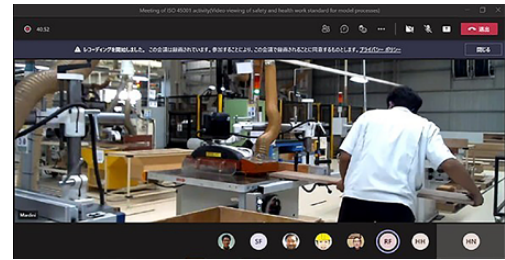 Meeting of ISO 45001 activity(Video-viewing of safety and health work standard for model processes)
40:52
退出
レコーディングを開始しました。この会議は録画されています。参加することにより、この会議で録画されることに同意するものとします。プライバシー ポリシー
閉じる
Mardini
SF
RF
HH
HN